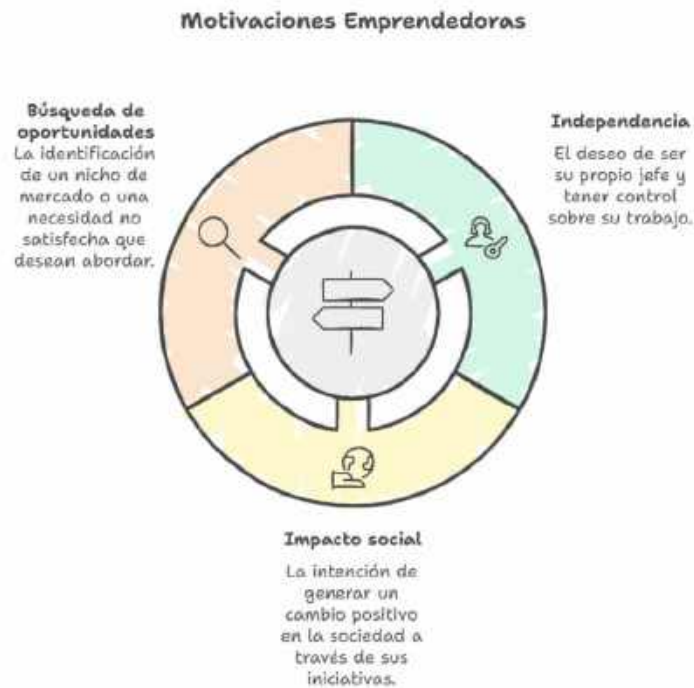 Motivaciones Emprendedoras
Búsqueda de
oportunidades
La identificación
de un nicho de
mercado o una
necesidad no
satisfecha que
desean abordar.
Independencia
El deseo de ser
su propio jefe y
tener control
sobre su trabajo.
Impacto social
La intención de
generar un
cambio positivo
en la sociedad a
través de sus
iniciativas.